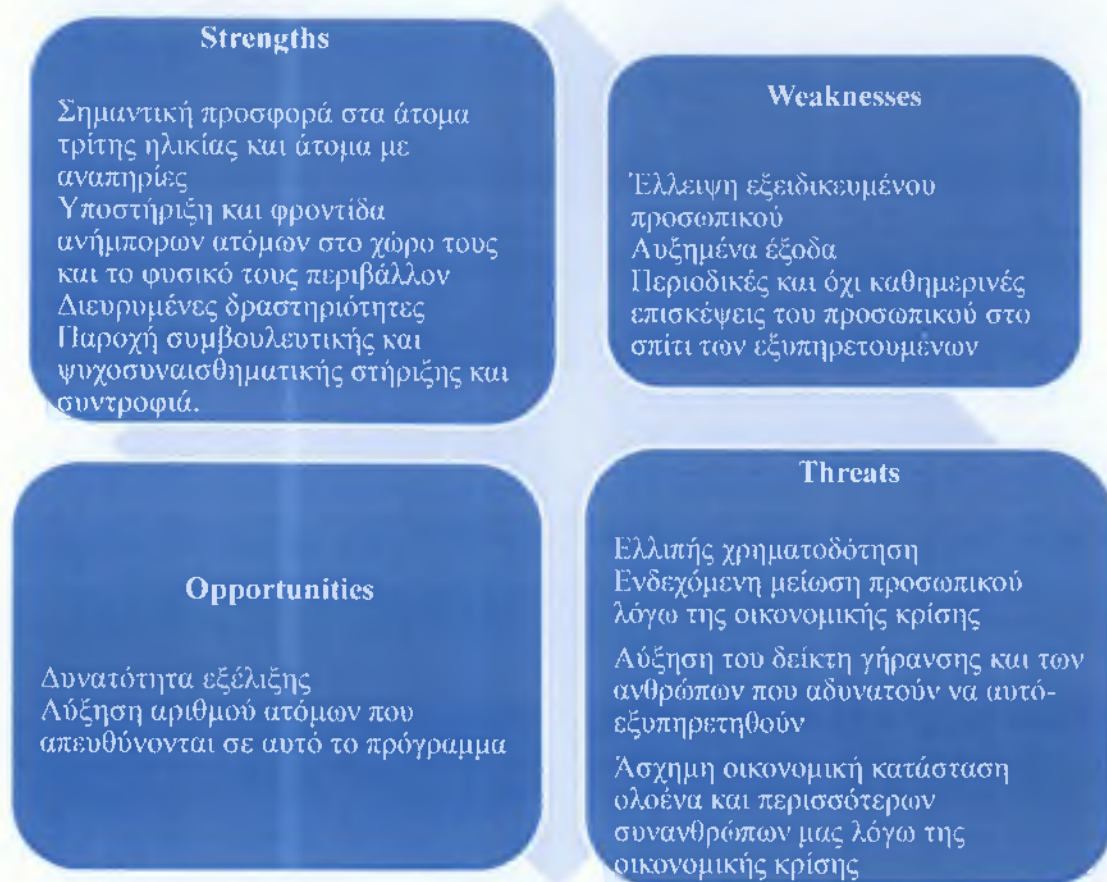 Strengths
Σημαντική προσφορά στα άτομα
τρίτης ηλικίας και άτομα με
αναπηρίες
Υποστήριξη και φροντίδα
ανήμπορων ατόμων στο χώρο τους
και το φυσικό τους περιβάλλον
Διευρυμένες δραστηριότητες
Παροχή συμβουλευτικής και
ψυχοσυναισθηματικής στήριξης και
συντροφιά.
Weaknesses
Έλλειψη εξειδικευμένου
προσωπικού
Αυξημένα έξοδα
Περιοδικές και όχι καθημερινές
επισκέψεις του προσωπικού στο
σπίτι των εξυπηρετουμένων
Opportunities
Δυνατότητα εξέλιξης
Αύξηση αριθμού ατόμων που
απευθύνονται σε αυτό το πρόγραμμα
Threats
Ελλιπής χρηματοδότηση
Ενδεχόμενη μείωση προσωπικού
λόγω της οικονομικής κρίσης
Αύξηση του δείκτη γήρανσης και των
ανθρώπων που αδυνατούν να αυτό-
εξυπηρετηθούν
Άσχημη οικονομική κατάσταση
ολοένα και περισσότερων
συνανθρώπων μας λόγω της
οικονομικής κρίσης